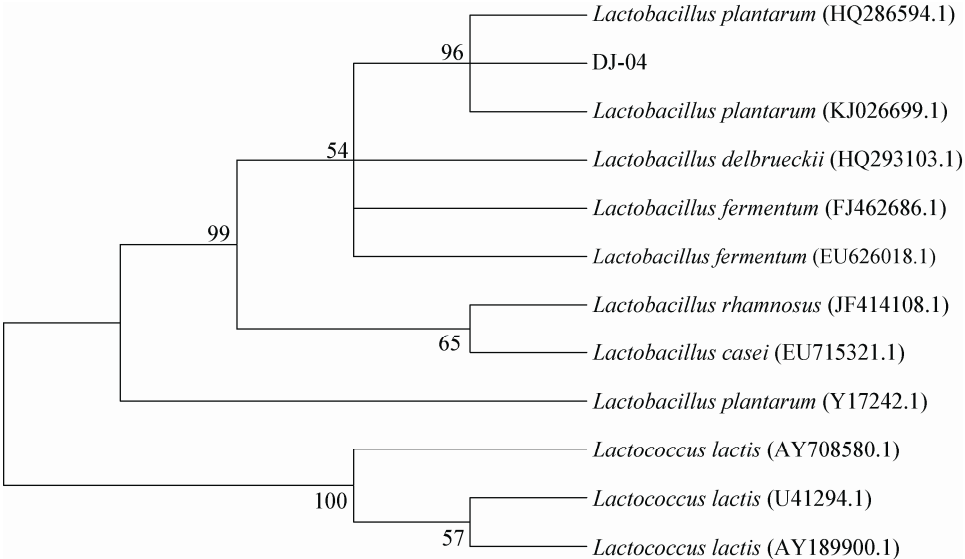 Lactobacillus plantarum (HQ286594.1)
96
DJ-04
Lactobacillus plantarum (KJ026699.1)
54
Lactobacillus delbrueckii (HQ293103.1)
Lactobacillus fermentum (FJ462686.1)
99
Lactobacillus fermentum (EU626018.1)
Lactobacillus rhamnosus (JF414108.1)
65
Lactobacillus casei (EU715321.1)
Lactobacillus plantarum (Y17242.1)
Lactococcus lactis (AY708580.1)
100
Lactococcus lactis (U41294.1)
57
Lactococcus lactis (AY189900.1)